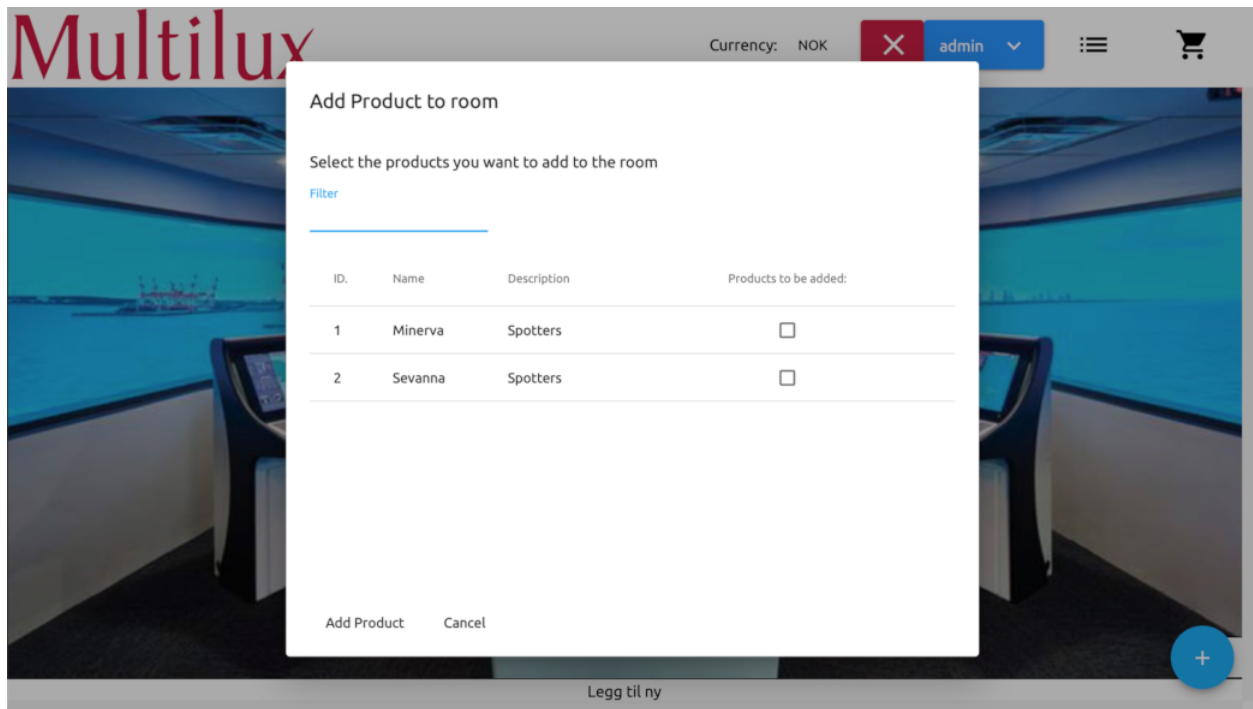 Multilux
Currency: NOK
admin
Add Product to room
Select the products you want to add to the room
Filter
ID. Name Description Products to be added:
1 Minerva Spotters
2 Sevanna Spotters
Add Product Cancel
+
Legg til ny